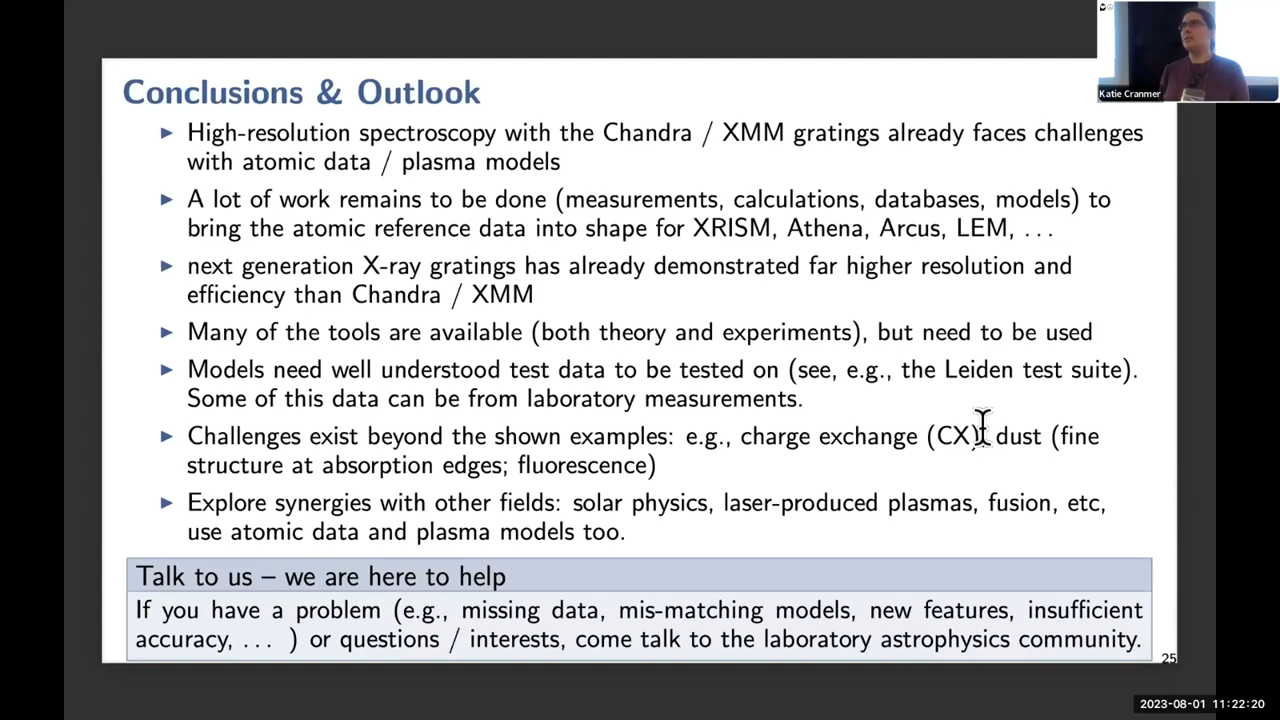 Conclusions & Outlook
High-resolution spectroscopy with the Chandra / XMM gratings already faces challenges
with atomic data / plasma models
A lot of work remains to be done (measurements, calculations, databases, models) to
bring the atomic reference data into shape for XRISM, Athena, Arcus, LEM, ...
next generation X-ray gratings has already demonstrated far higher resolution and
efficiency than Chandra / XMM
Many of the tools are available (both theory and experiments), but need to be used
Models need well understood test data to be tested on (see, e.g., the Leiden test suite).
Some of this data can be from laboratory measurements.
Challenges exist beyond the shown examples: e.g., charge exchange (CX), dust (fine
structure at absorption edges; fluorescence)
Explore synergies with other fields: solar physics, laser-produced plasmas, fusion, etc,
use atomic data and plasma models too.
Talk to us – we are here to help
If you have a problem (e.g., missing data, mis-matching models, new features, insufficient
accuracy, ... ) or questions / interests, come talk to the laboratory astrophysics community.
25
Katie Cranmer
2023-08-01 11:22:20